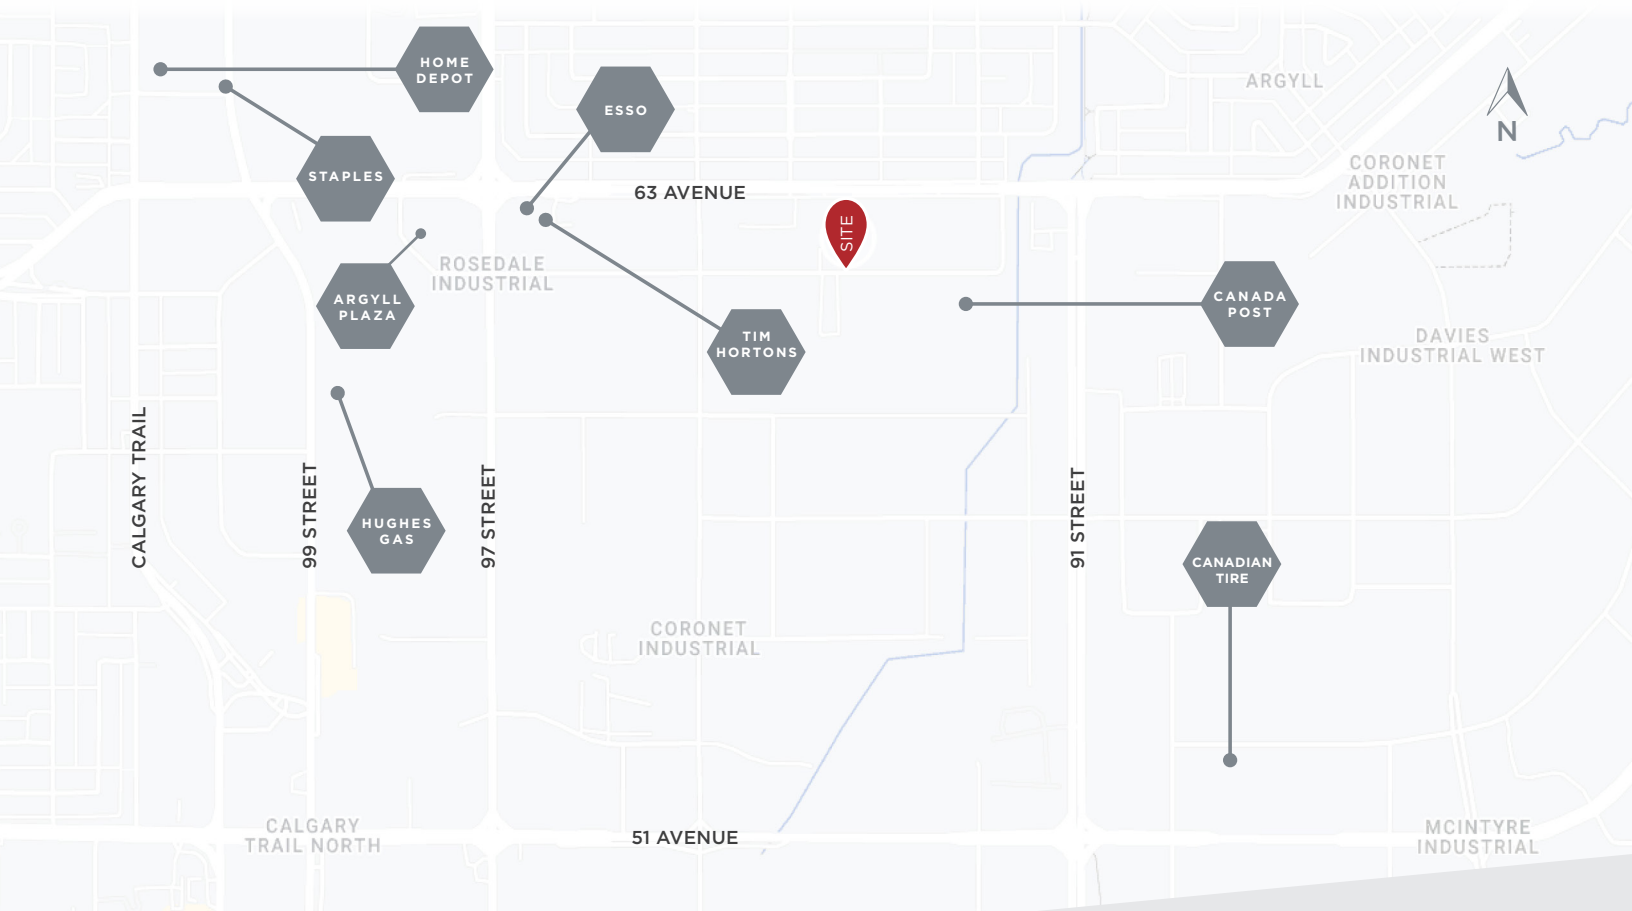 HOME
DEPOT
ESSO
ARGYLL
N
STAPLES
63 AVENUE
CORONET
ADDITION
INDUSTRIAL
SITE
ROSEDALE
INDUSTRIAL
ARGYLL
PLAZA
CANADA
POST
TIM
HORTONS
DAVIES
INDUSTRIAL WEST
CALGARY TRAIL
99 STREET
97 STREET
91 STREET
HUGHES
GAS
CANADIAN
TIRE
CORONET
INDUSTRIAL
CALGARY
TRAIL NORTH
51 AVENUE
MCINTYRE
INDUSTRIAL